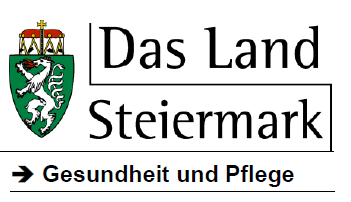 Das Land
Steiermark
➔ Gesundheit und Pflege